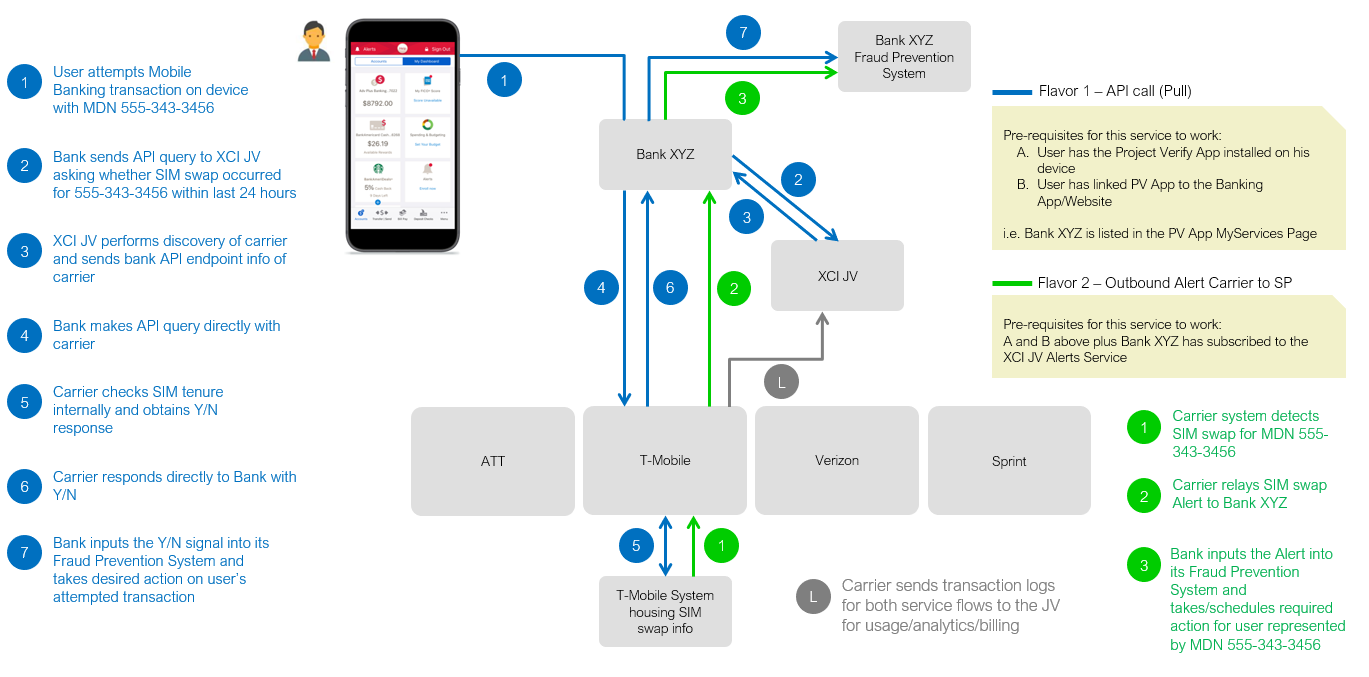 1
User attempts Mobile
Banking transaction on device
with MDN 555-343-3456
2
Bank sends API query to XCI JV
asking whether SIM swap occurred
for 555-343-3456 within last 24 hours
3
XCI JV performs discovery of carrier
and sends bank API endpoint info of
carrier
4
Bank makes API query directly with
carrier
5
Carrier checks SIM tenure
internally and obtains Y/N
response
6
Carrier responds directly to Bank with
Y/N
7
Bank inputs the Y/N signal into its
Fraud Prevention System and
takes desired action on user's
attempted transaction
Alerts
Sign Out
Accounts
My Dashboard
$8792.00
$26.19
5%
1
7
3
Bank XYZ
Fraud Prevention
System
Bank XYZ
2
3
XCI JV
4
6
2
L
ATT
T-Mobile
Verizon
Sprint
5
1
T-Mobile System
housing SIM
swap info
L
Carrier sends transaction logs
for both service flows to the JV
for usage/analytics/billing
Flavor 1 – API call (Pull)
Pre-requisites for this service to work:
A. User has the Project Verify App installed on his
device
B. User has linked PV App to the Banking
App/Website
i.e. Bank XYZ is listed in the PV App MyServices Page
Flavor 2 – Outbound Alert Carrier to SP
Pre-requisites for this service to work:
A and B above plus Bank XYZ has subscribed to the
XCI JV Alerts Service
1
Carrier system detects
SIM swap for MDN 555-
343-3456
2
Carrier relays SIM swap
Alert to Bank XYZ
3
Bank inputs the Alert into
its Fraud Prevention
System and
takes/schedules required
action for user represented
by MDN 555-343-3456